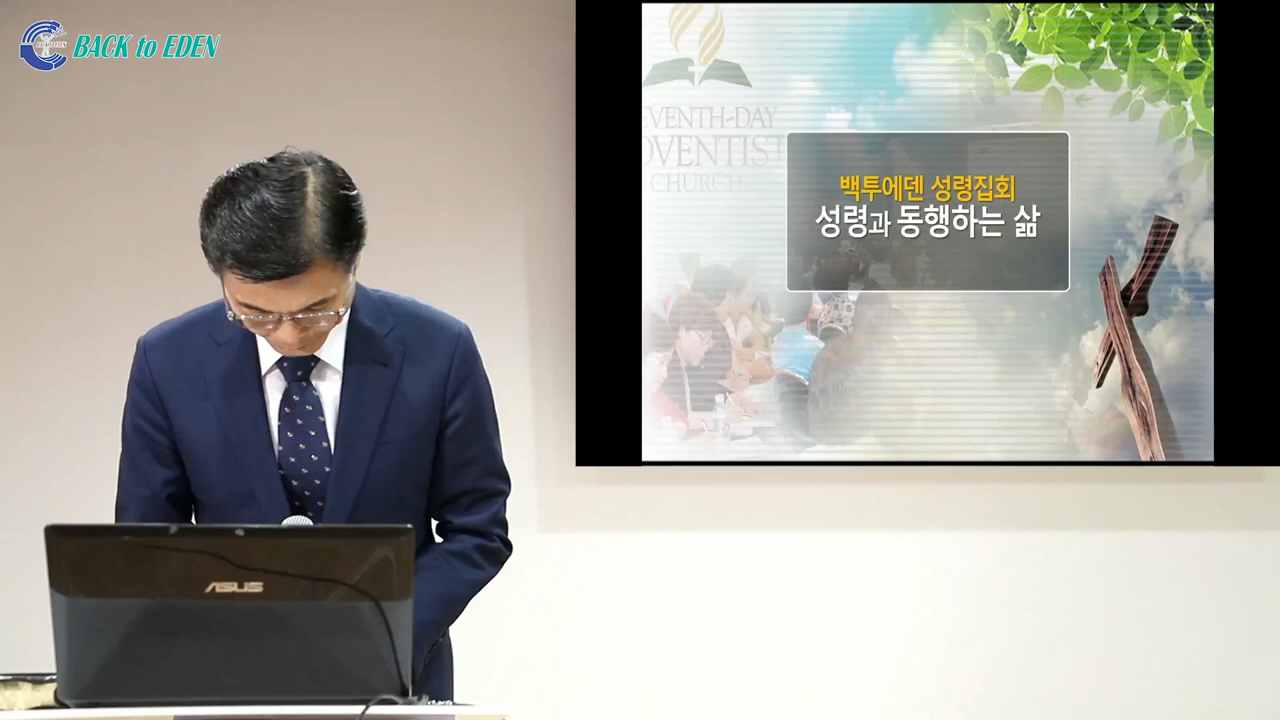 BACK to EDEN
EVENTH-DAY
DVENTIST
CHURCH
백투에덴 성령집회
성령과 동행하는 삶
ASUS